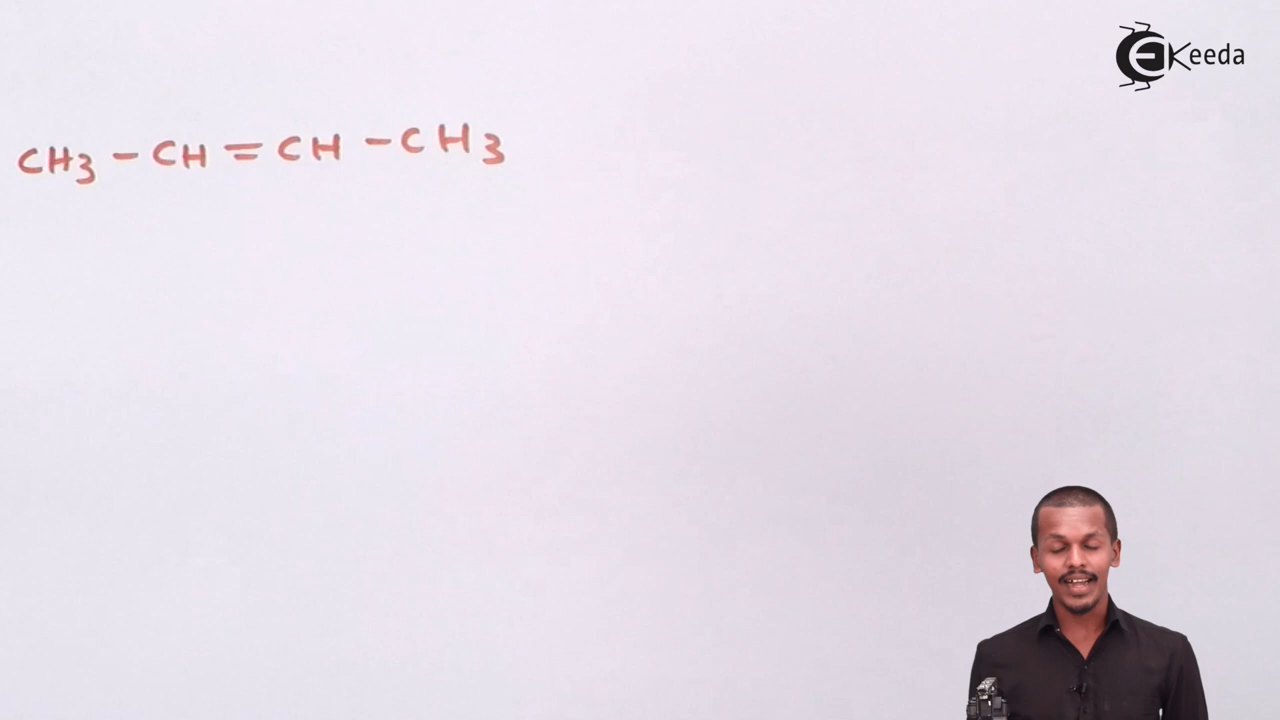 eKeeda
CH3 - CH = CH - CH3